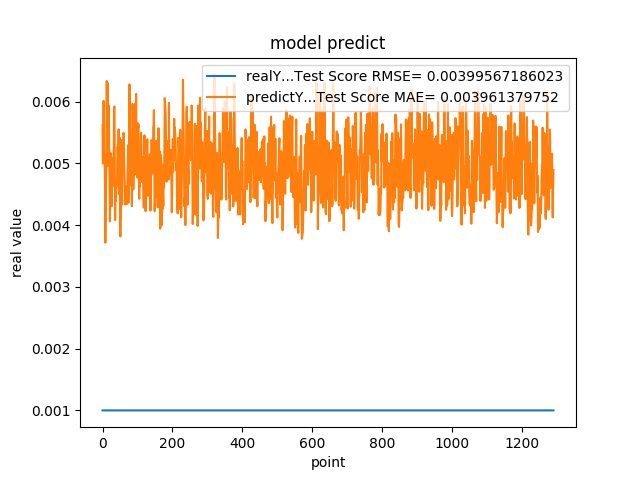 model predict
realY...Test Score RMSE= 0.00399567186023
predictY...Test Score MAE= 0.003961379752
0.006
0.005
0.004
0.003
0.002
0.001
real value
0 200 400 600 800 1000 1200
point